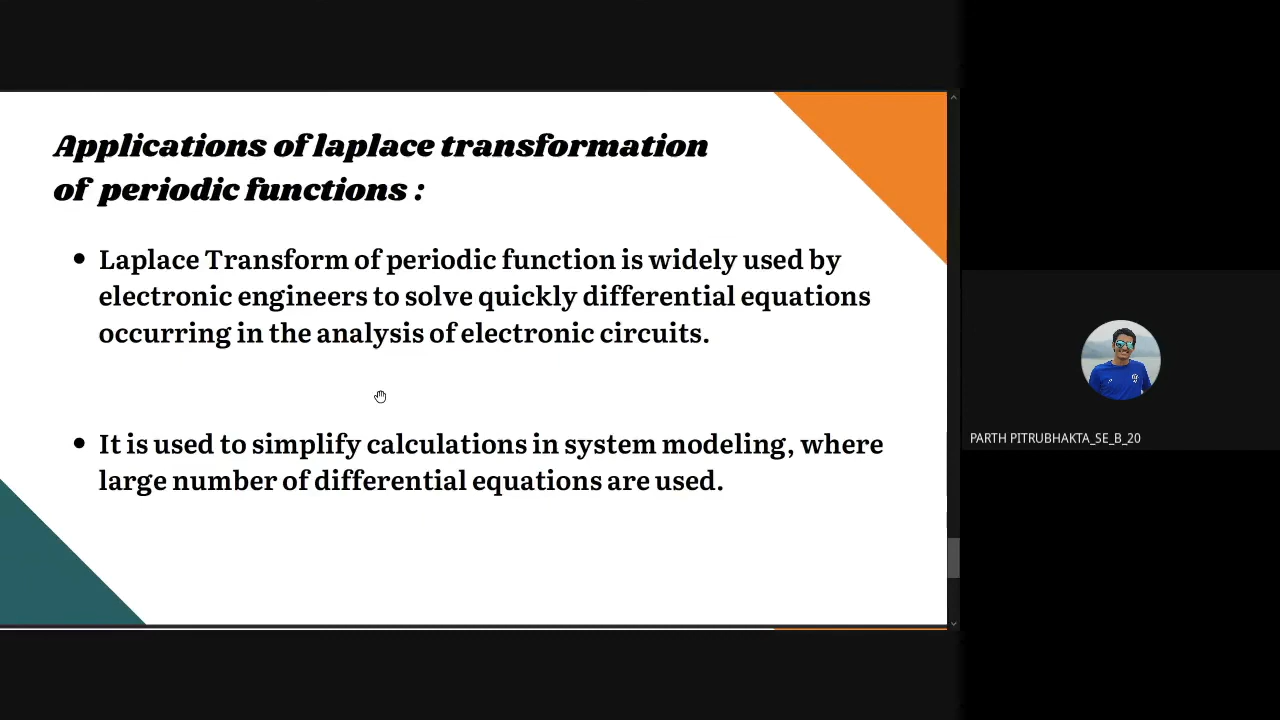 Applications of laplace transformation
of periodic functions :
• Laplace Transform of periodic function is widely used by
electronic engineers to solve quickly differential equations
occurring in the analysis of electronic circuits.
• It is used to simplify calculations in system modeling, where
large number of differential equations are used.
PARTH PITRUBHAKTA_SE_B_20